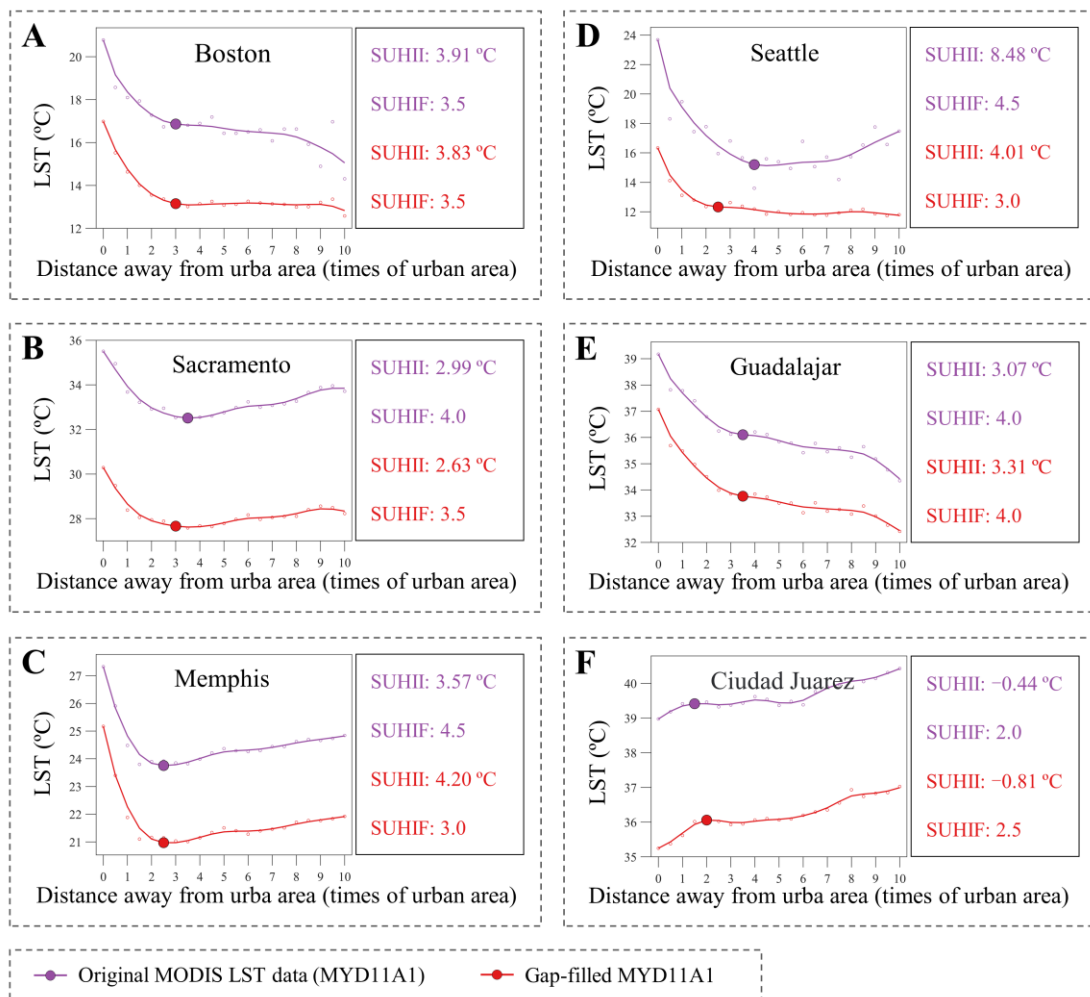 A
Boston
20
18
16
14
12
LST (ºC)
0 1 2 3 4 5 6 7 8 9 10
Distance away from urba area (times of urban area)
SUHII: 3.91 ºC
SUHIF: 3.5
SUHII: 3.83 ºC
SUHIF: 3.5
D
Seattle
24
22
20
18
16
14
12
LST (ºC)
0 1 2 3 4 5 6 7 8 9 10
Distance away from urba area (times of urban area)
SUHII: 8.48 ºC
SUHIF: 4.5
SUHII: 4.01 ºC
SUHIF: 3.0
B
Sacramento
36
34
32
30
28
LST (ºC)
0 1 2 3 4 5 6 7 8 9 10
Distance away from urba area (times of urban area)
SUHII: 2.99 ºC
SUHIF: 4.0
SUHII: 2.63 ºC
SUHIF: 3.5
E
Guadalajar
39
37
36
35
33
32
LST (ºC)
0 1 2 3 4 5 6 7 8 9 10
Distance away from urba area (times of urban area)
SUHII: 3.07 ºC
SUHIF: 4.0
SUHII: 3.31 ºC
SUHIF: 4.0
C
Memphis
27
26
25
24
22
21
LST (ºC)
0 1 2 3 4 5 6 7 8 9 10
Distance away from urba area (times of urban area)
SUHII: 3.57 ºC
SUHIF: 4.5
SUHII: 4.20 ºC
SUHIF: 3.0
F
Ciudad Juarez
40
39
37
36
35
LST (ºC)
0 1 2 3 4 5 6 7 8 9 10
Distance away from urba area (times of urban area)
SUHII: −0.44 ºC
SUHIF: 2.0
SUHII: −0.81 ºC
SUHIF: 2.5
Original MODIS LST data (MYD11A1)
Gap-filled MYD11A1